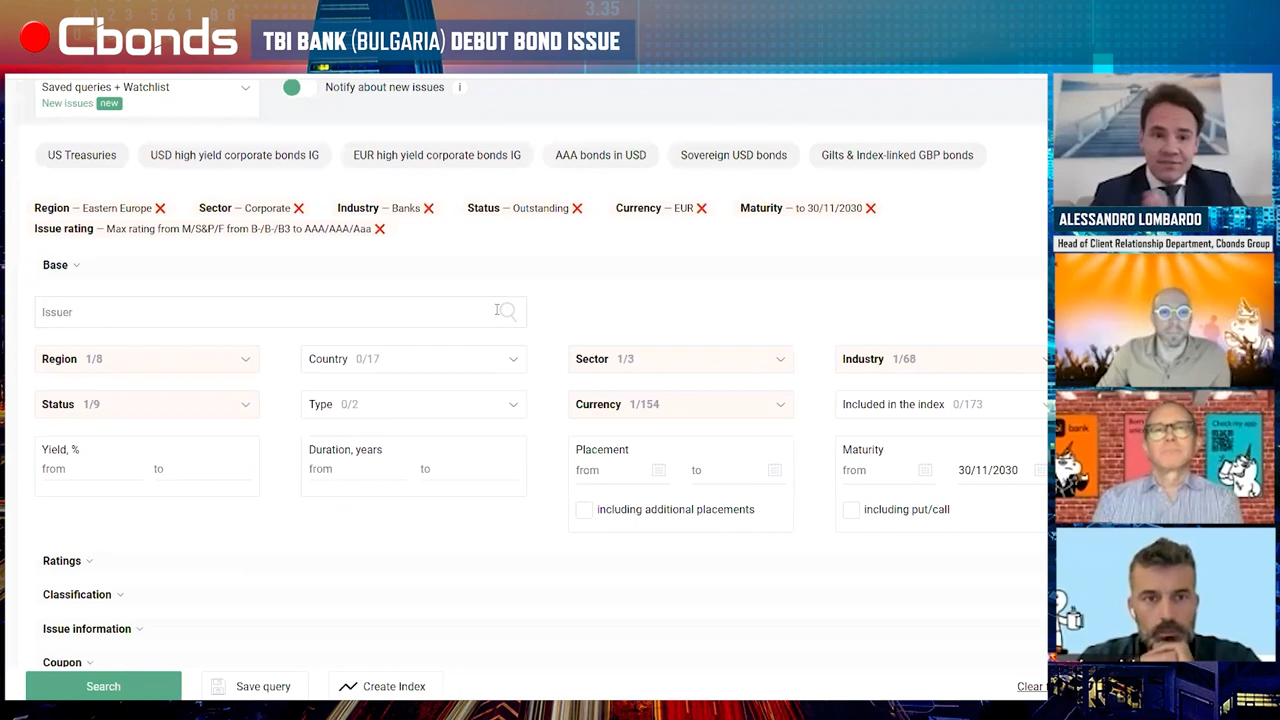 Cbonds
TBI BANK (BULGARIA) DEBUT BOND ISSUE
3.35
Saved queries + Watchlist
New issues new
Notify about new issues i
US Treasuries
USD high yield corporate bonds IG
EUR high yield corporate bonds IG
AAA bonds in USD
Sovereign USD bonds
Gilts & Index-linked GBP bonds
Region — Eastern Europe
Sector — Corporate
Industry — Banks
Status — Outstanding
Currency — EUR
Maturity — to 30/11/2030
Issue rating — Max rating from M/S&P/F from B-/B-/B3 to AAA/AAA/Aaa
Base
Issuer
Region 1/8
Country 0/17
Sector 1/3
Industry 1/68
Status 1/9
Type 0/2
Currency 1/154
Included in the index 0/173
Yield, %
from to
Duration, years
from to
Placement
from to
including additional placements
Maturity
from 30/11/2030
including put/call
Ratings
Classification
Issue information
Coupon
Search
Save query
Create Index
Clear
ALESSANDRO LOMBARDO
Head of Client Relationship Department, Cbonds Group
bank
Check my app